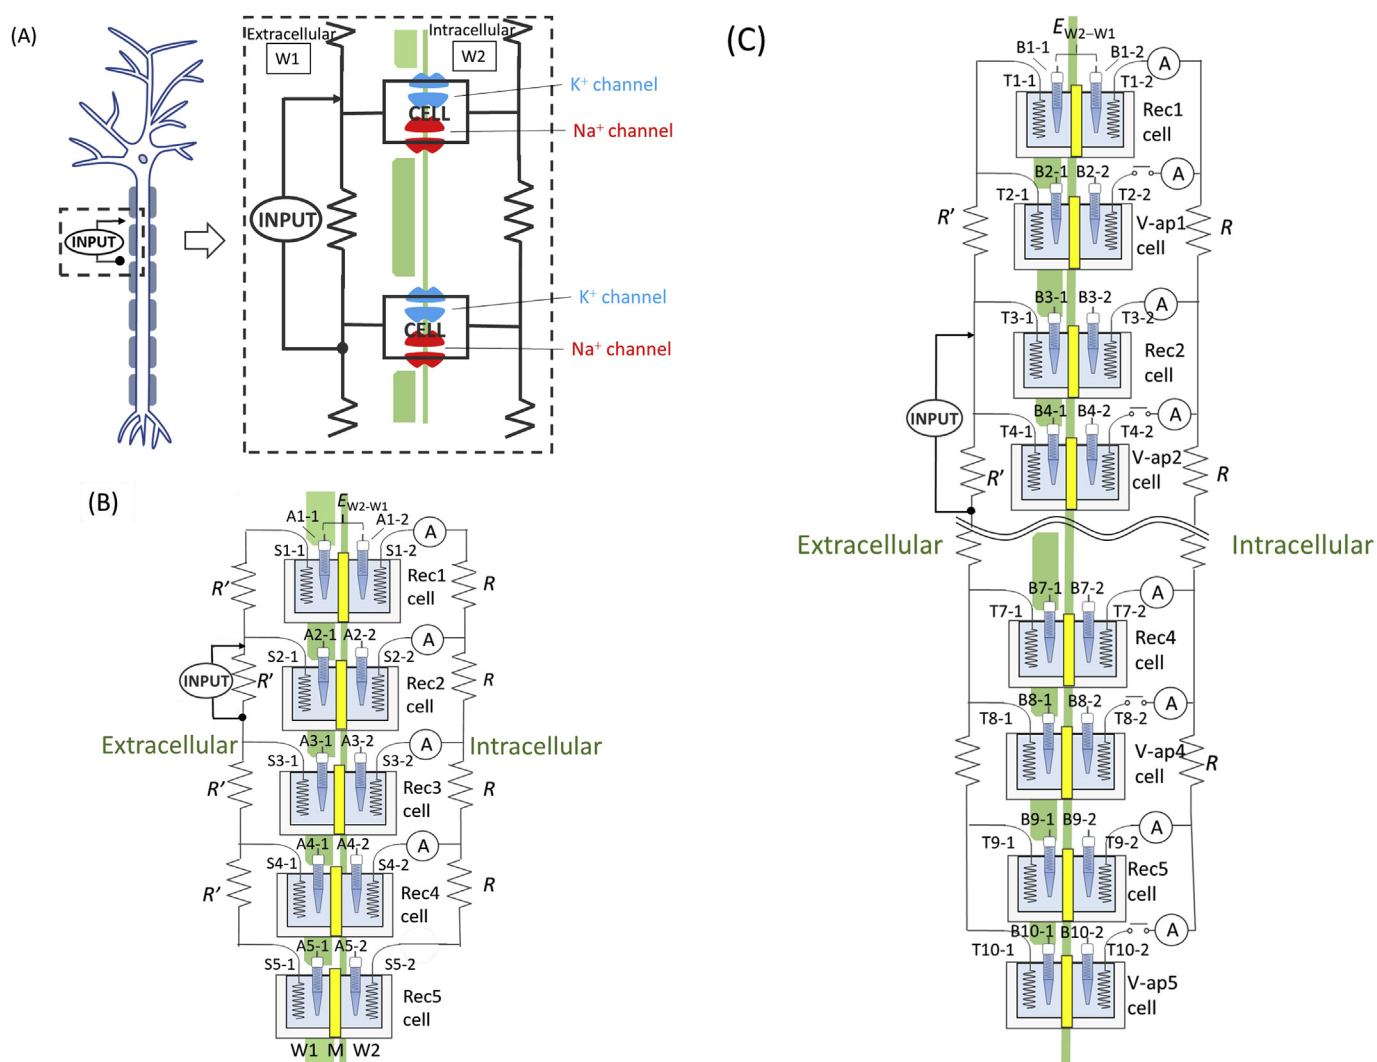 (A)
Extracellular
W1
Intracellular
W2
K⁺ channel
CELL
Na⁺ channel
INPUT
INPUT
K⁺ channel
CELL
Na⁺ channel
(B)
E W2-W1
A1-1
A1-2
A
S1-1
S1-2
Rec1
cell
R'
R
A2-1
A2-2
A
S2-1
S2-2
Rec2
cell
INPUT
R'
R
Extracellular
Intracellular
A3-1
A3-2
A
S3-1
S3-2
Rec3
cell
R'
R
A4-1
A4-2
A
S4-1
S4-2
Rec4
cell
R'
R
A5-1
A5-2
S5-1
S5-2
Rec5
cell
W1
M
W2
(C)
E W2–W1
B1-1
B1-2
A
T1-1
T1-2
Rec1
cell
B2-1
B2-2
A
T2-1
T2-2
V-ap1
cell
R'
R
B3-1
B3-2
A
T3-1
T3-2
Rec2
cell
INPUT
B4-1
B4-2
A
T4-1
T4-2
V-ap2
cell
R'
R
Extracellular
Intracellular
B7-1
B7-2
A
T7-1
T7-2
Rec4
cell
B8-1
B8-2
A
T8-1
T8-2
V-ap4
cell
R
B9-1
B9-2
A
T9-1
T9-2
Rec5
cell
B10-1
B10-2
A
T10-1
T10-2
V-ap5
cell